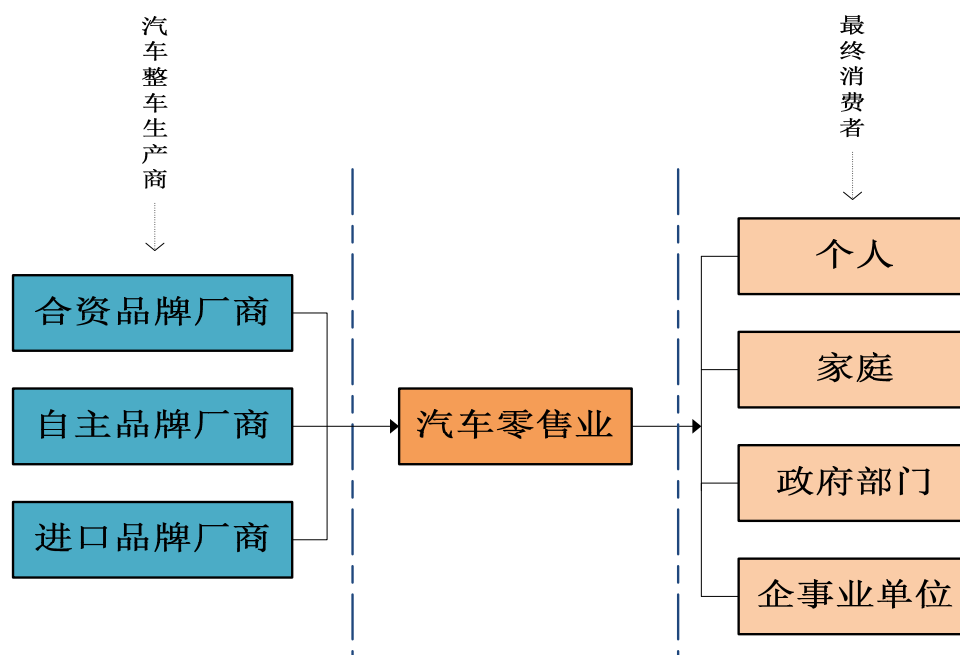 汽车整车生产商
最终消费者
合资品牌厂商
自主品牌厂商
进口品牌厂商
汽车零售业
个人
家庭
政府部门
企事业单位